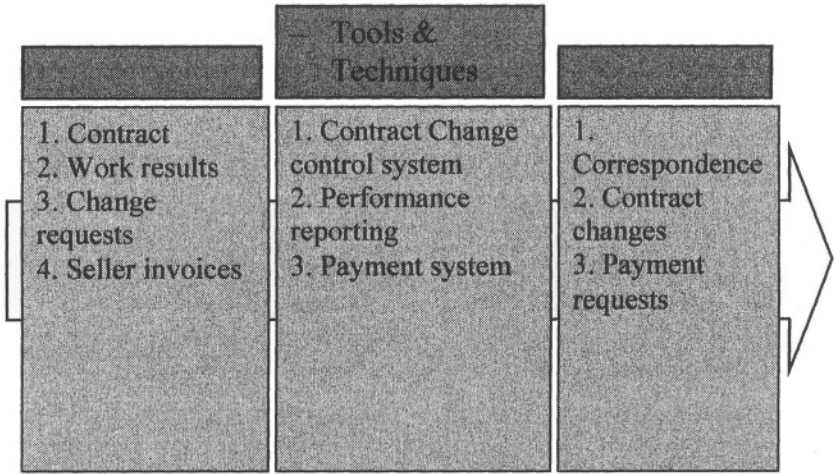 – Tools &
Techniques
1. Contract
2. Work results
3. Change
requests
4. Seller invoices
1. Contract Change
control system
2. Performance
reporting
3. Payment system
1.
Correspondence
2. Contract
changes
3. Payment
requests